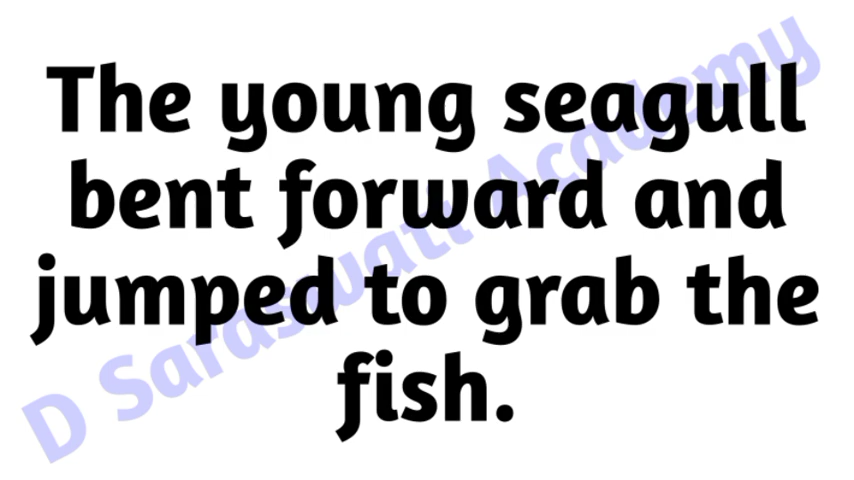 The young seagull
bent forward and
jumped to grab the
fish.
D Saraswati Academy